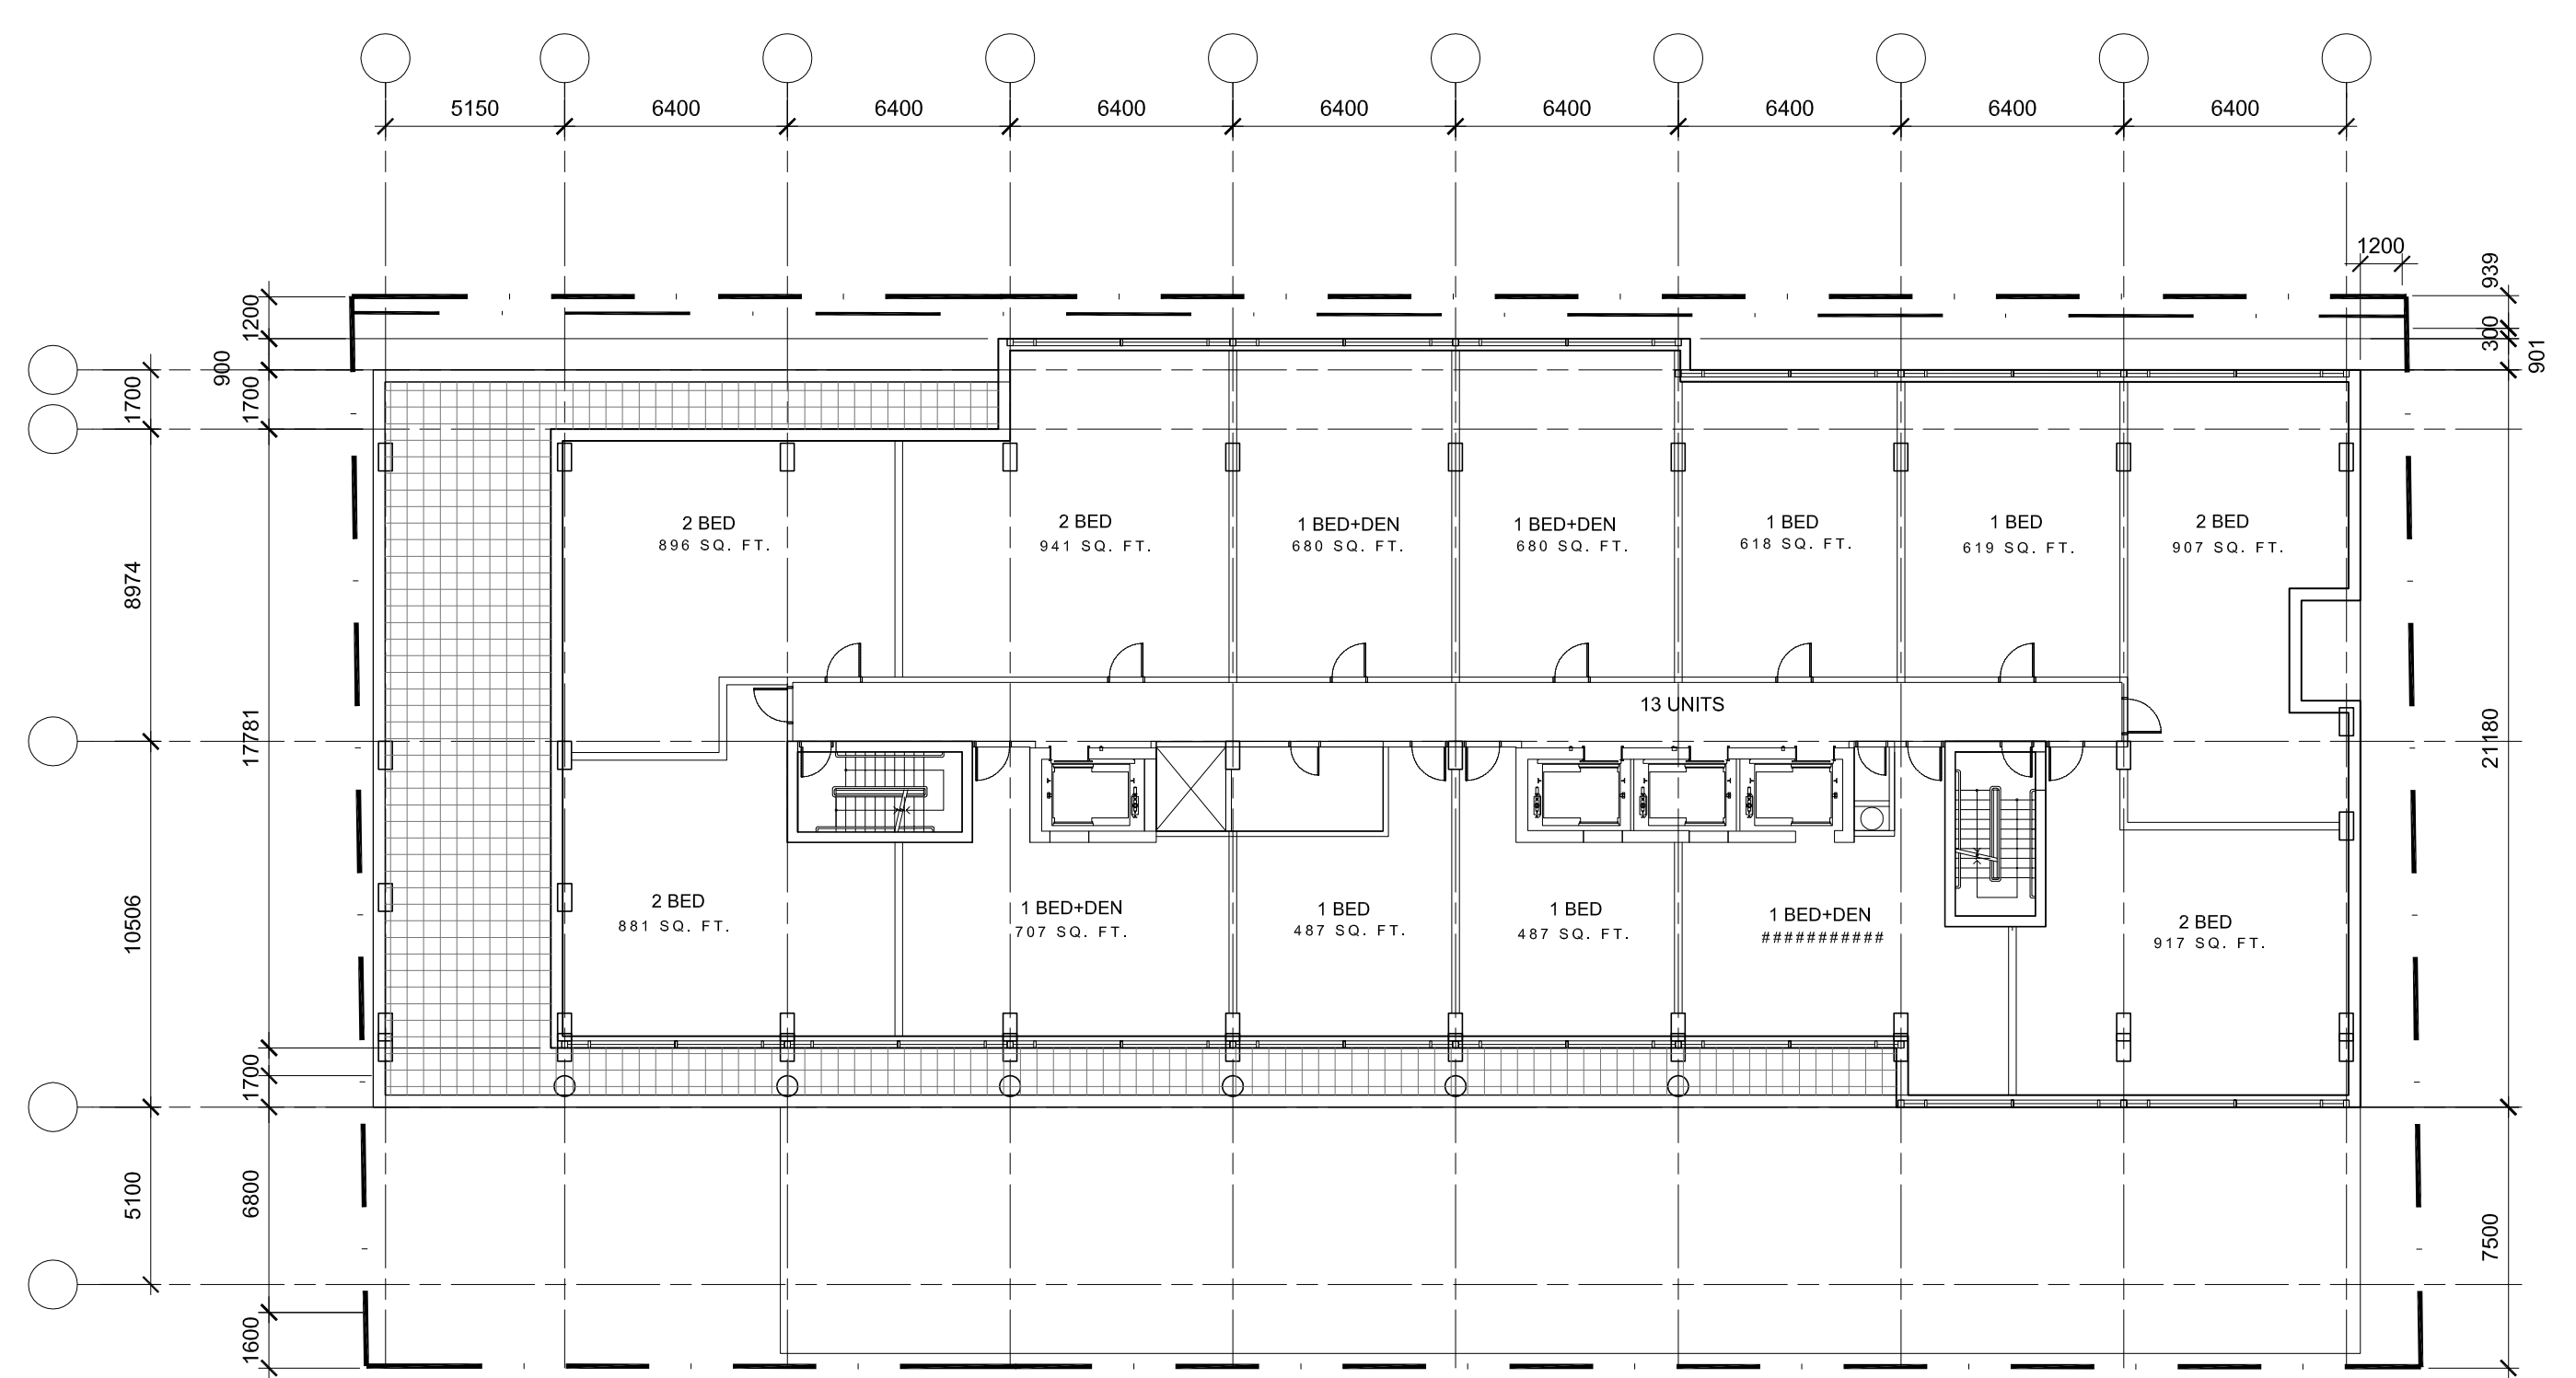 5150 6400 6400 6400 6400 6400 6400 6400 6400
1200
939
300
901
1200
900
1700
1700
8974
17781
10506
1700
5100
6800
1600
21180
7500
2 BED
896 SQ. FT.
2 BED
941 SQ. FT.
1 BED+DEN
680 SQ. FT.
1 BED+DEN
680 SQ. FT.
1 BED
618 SQ. FT.
1 BED
619 SQ. FT.
2 BED
907 SQ. FT.
13 UNITS
2 BED
881 SQ. FT.
1 BED+DEN
707 SQ. FT.
1 BED
487 SQ. FT.
1 BED
487 SQ. FT.
1 BED+DEN
###########
2 BED
917 SQ. FT.